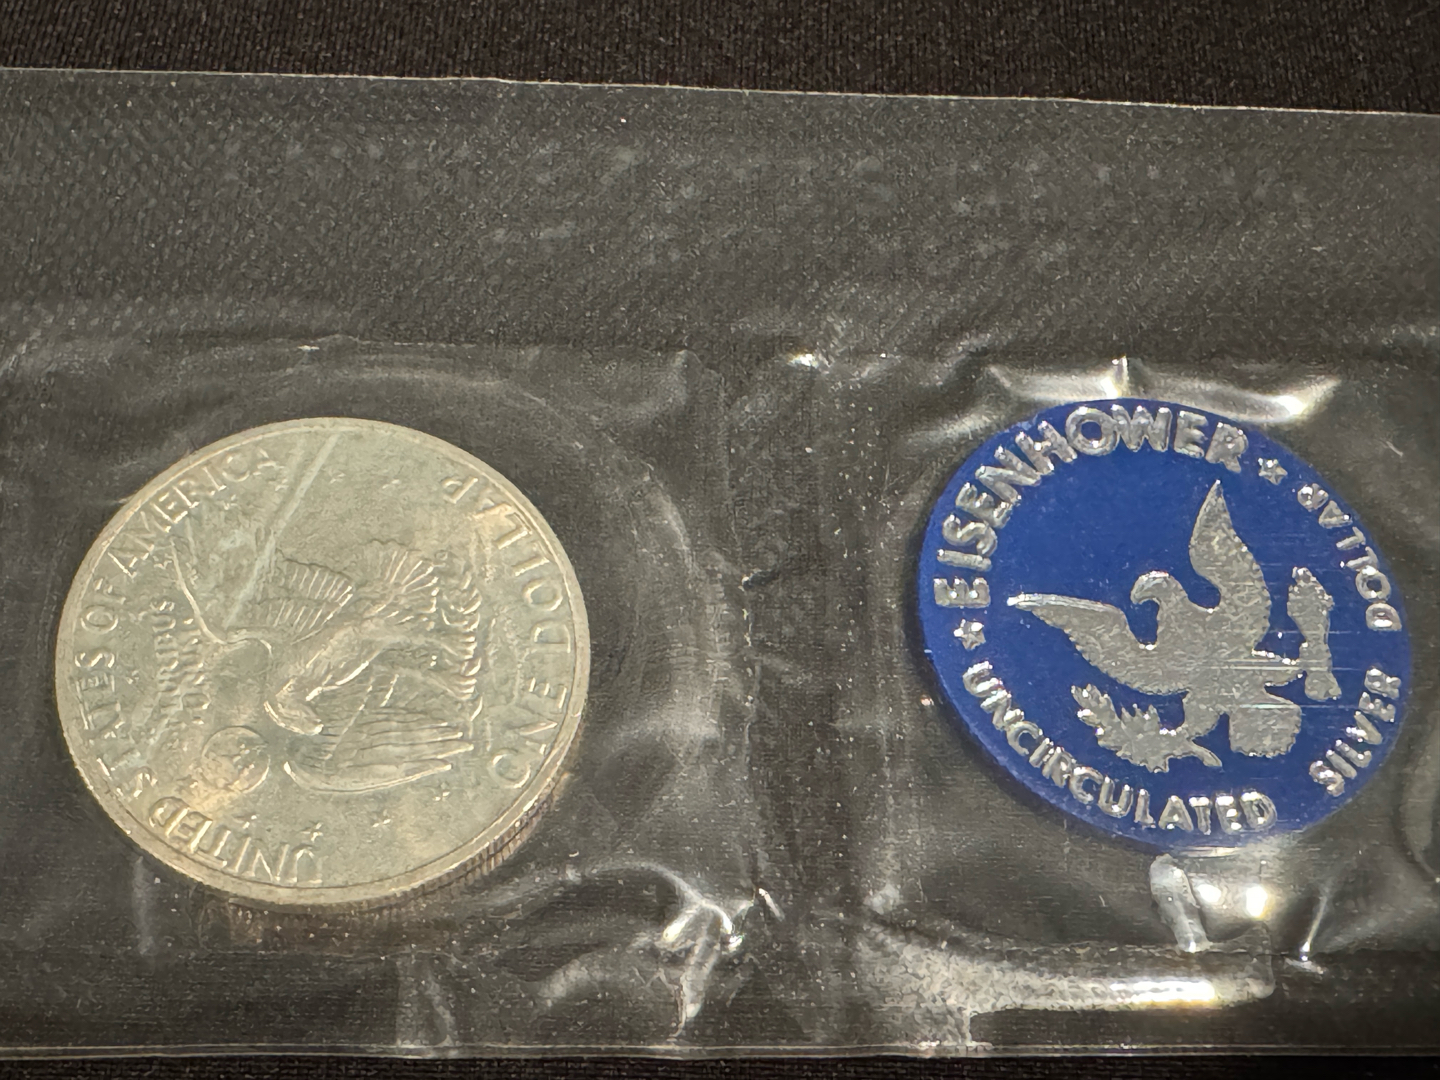 UNITED STATES OF AMERICA
E PLURIBUS
UNUM
ONE DOLLAR
★ EISENHOWER ★
UNCIRCULATED
SILVER DOLLAR